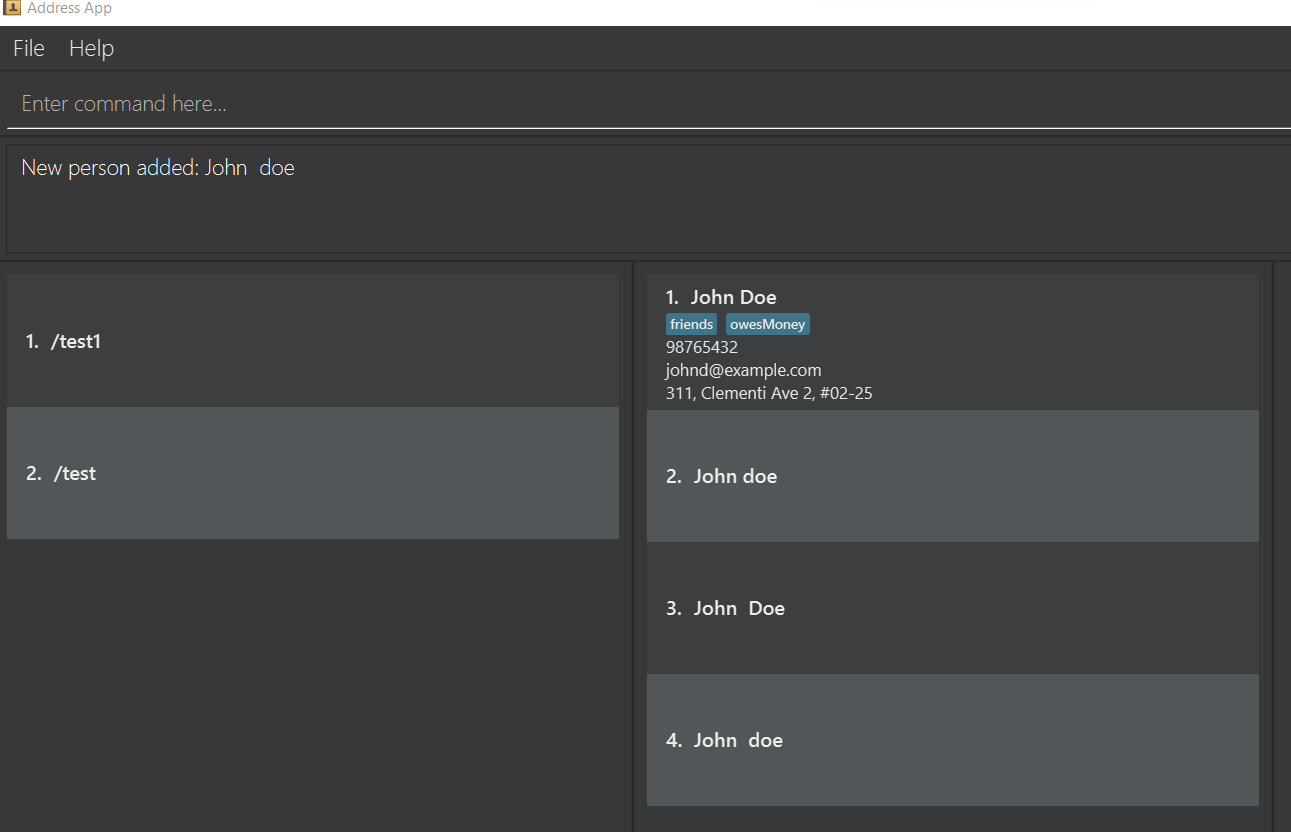 Address App
File Help
Enter command here...
New person added: John  doe
1. /test1
2. /test
1. John Doe
friends owesMoney
98765432
johnd@example.com
311, Clementi Ave 2, #02-25
2. John doe
3. John  Doe
4. John  doe